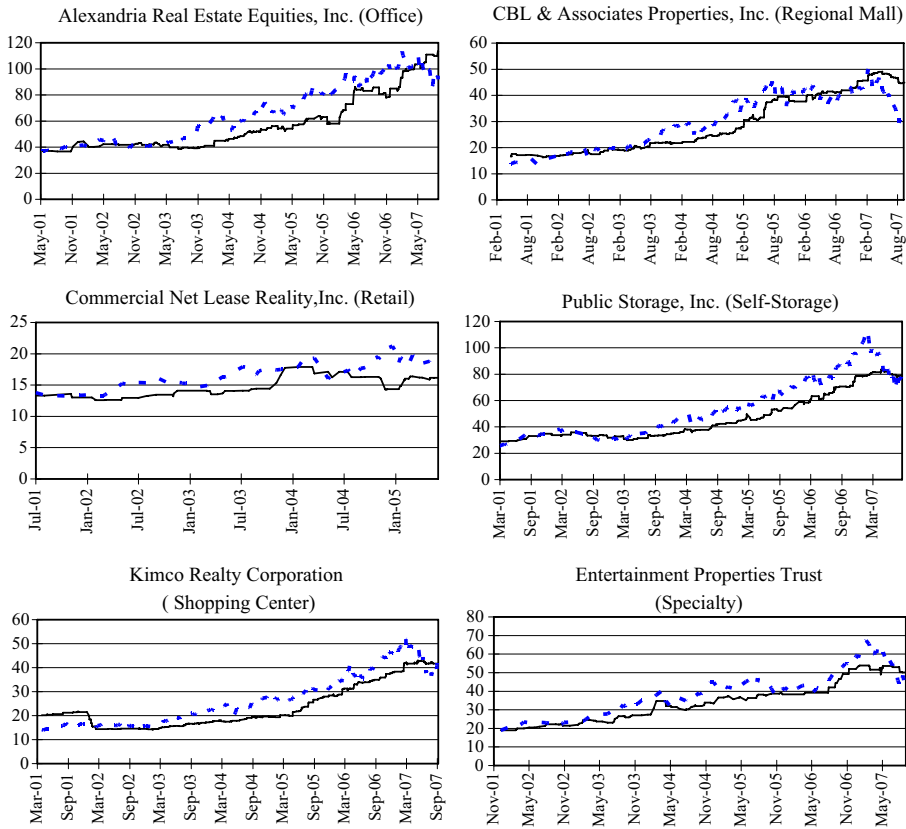 Alexandria Real Estate Equities, Inc. (Office)
120
100
80
60
40
20
0
May-01
Nov-01
May-02
Nov-02
May-03
Nov-03
May-04
Nov-04
May-05
Nov-05
May-06
Nov-06
May-07
CBL & Associates Properties, Inc. (Regional Mall)
60
50
40
30
20
10
0
Feb-01
Aug-01
Feb-02
Aug-02
Feb-03
Aug-03
Feb-04
Aug-04
Feb-05
Aug-05
Feb-06
Aug-06
Feb-07
Aug-07
Commercial Net Lease Reality,Inc. (Retail)
25
20
15
10
5
0
Jul-01
Jan-02
Jul-02
Jan-03
Jul-03
Jan-04
Jul-04
Jan-05
Public Storage, Inc. (Self-Storage)
120
100
80
60
40
20
0
Mar-01
Sep-01
Mar-02
Sep-02
Mar-03
Sep-03
Mar-04
Sep-04
Mar-05
Sep-05
Mar-06
Sep-06
Mar-07
Kimco Realty Corporation
( Shopping Center)
60
50
40
30
20
10
0
Mar-01
Sep-01
Mar-02
Sep-02
Mar-03
Sep-03
Mar-04
Sep-04
Mar-05
Sep-05
Mar-06
Sep-06
Mar-07
Sep-07
Entertainment Properties Trust
(Specialty)
80
70
60
50
40
30
20
10
0
Nov-01
May-02
Nov-02
May-03
Nov-03
May-04
Nov-04
May-05
Nov-05
May-06
Nov-06
May-07